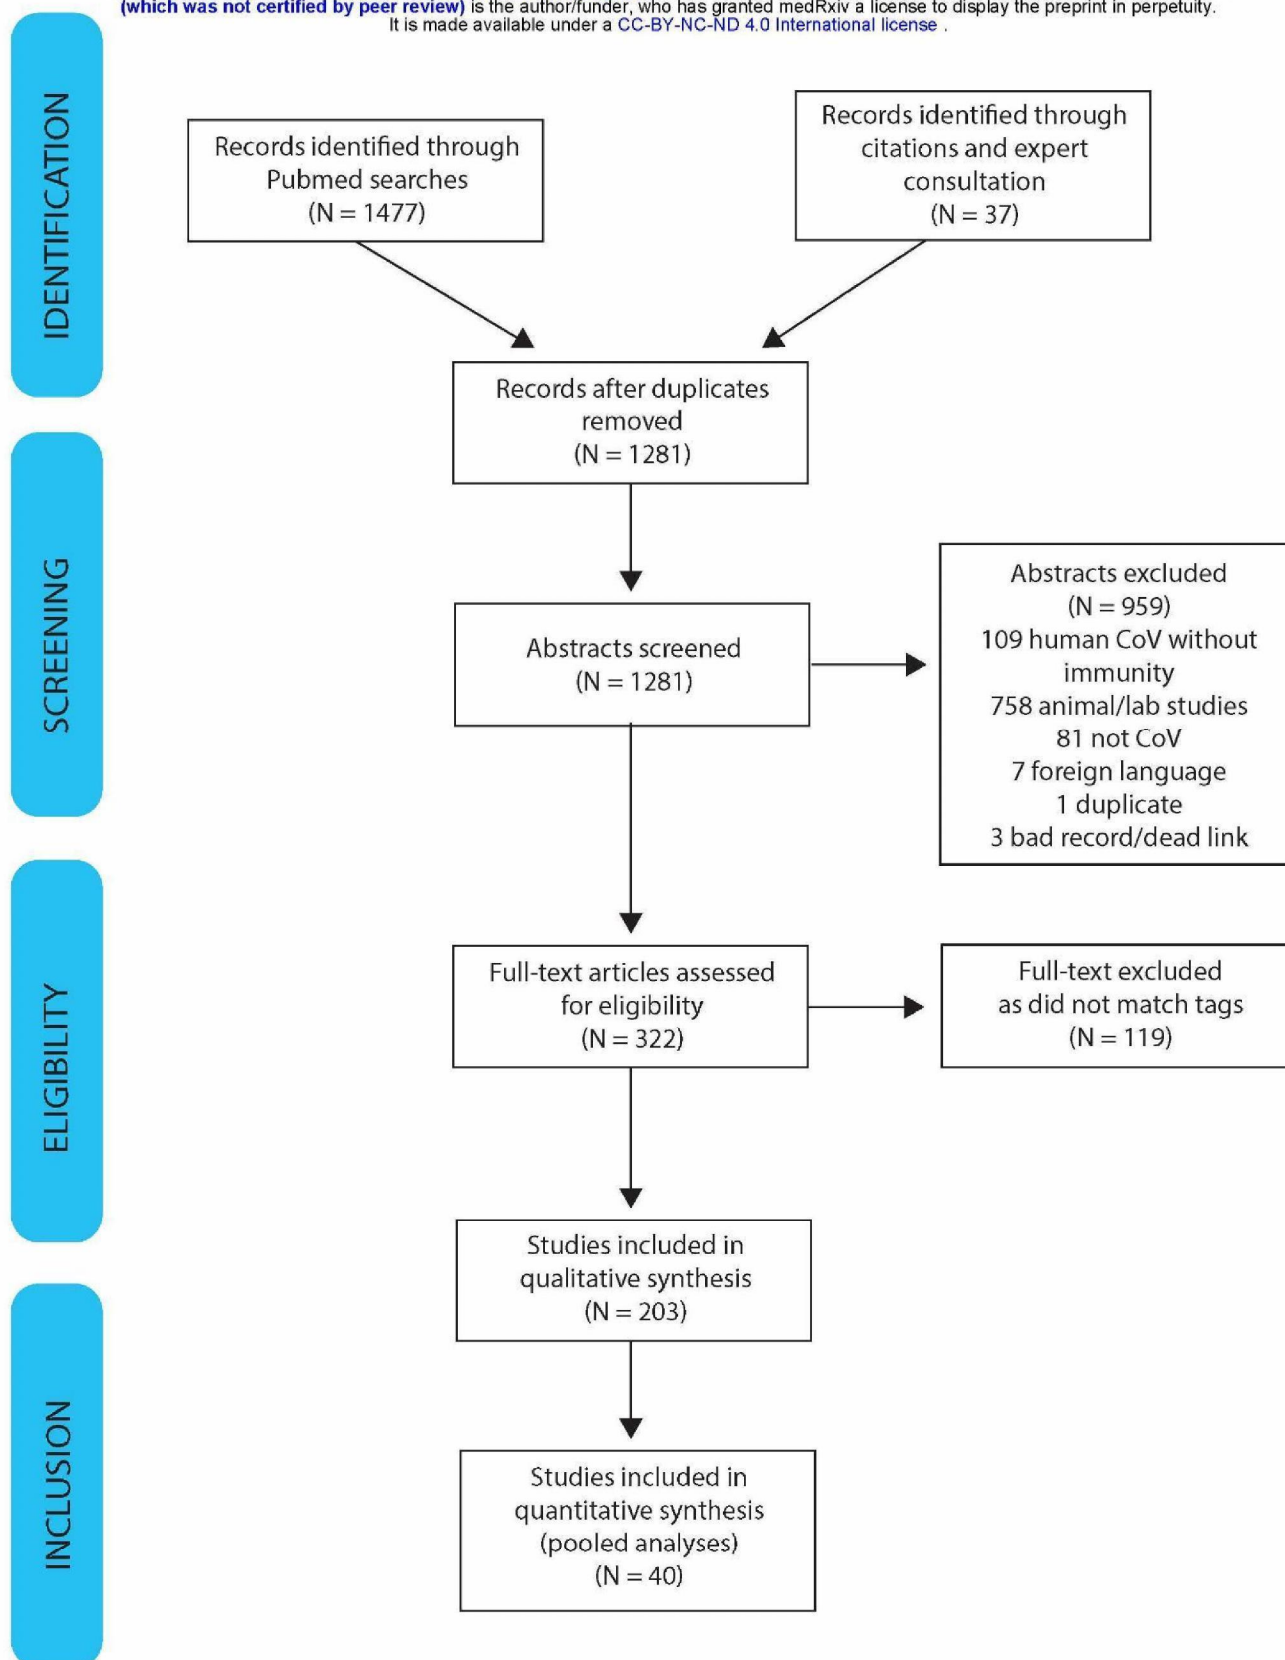 (which was not certified by peer review) is the author/funder, who has granted medRxiv a license to display the preprint in perpetuity.
It is made available under a CC-BY-NC-ND 4.0 International license .
IDENTIFICATION
Records identified through
Pubmed searches
(N = 1477)
Records identified through
citations and expert
consultation
(N = 37)
Records after duplicates
removed
(N = 1281)
SCREENING
Abstracts screened
(N = 1281)
Abstracts excluded
(N = 959)
109 human CoV without
immunity
758 animal/lab studies
81 not CoV
7 foreign language
1 duplicate
3 bad record/dead link
ELIGIBILITY
Full-text articles assessed
for eligibility
(N = 322)
Full-text excluded
as did not match tags
(N = 119)
Studies included in
qualitative synthesis
(N = 203)
INCLUSION
Studies included in
quantitative synthesis
(pooled analyses)
(N = 40)